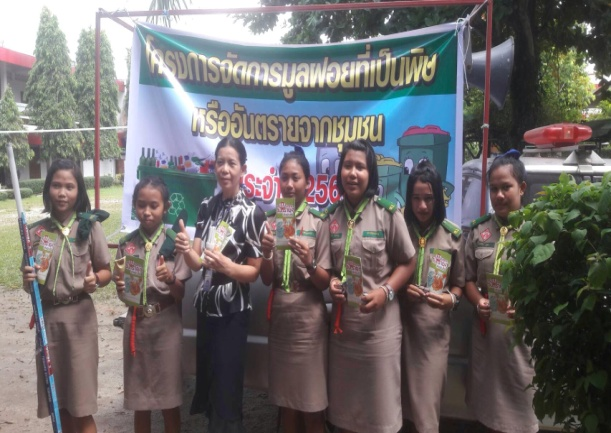 โครงการจัดการมูลฝอยที่เป็นพิษ
หรืออันตรายจากชุมชน